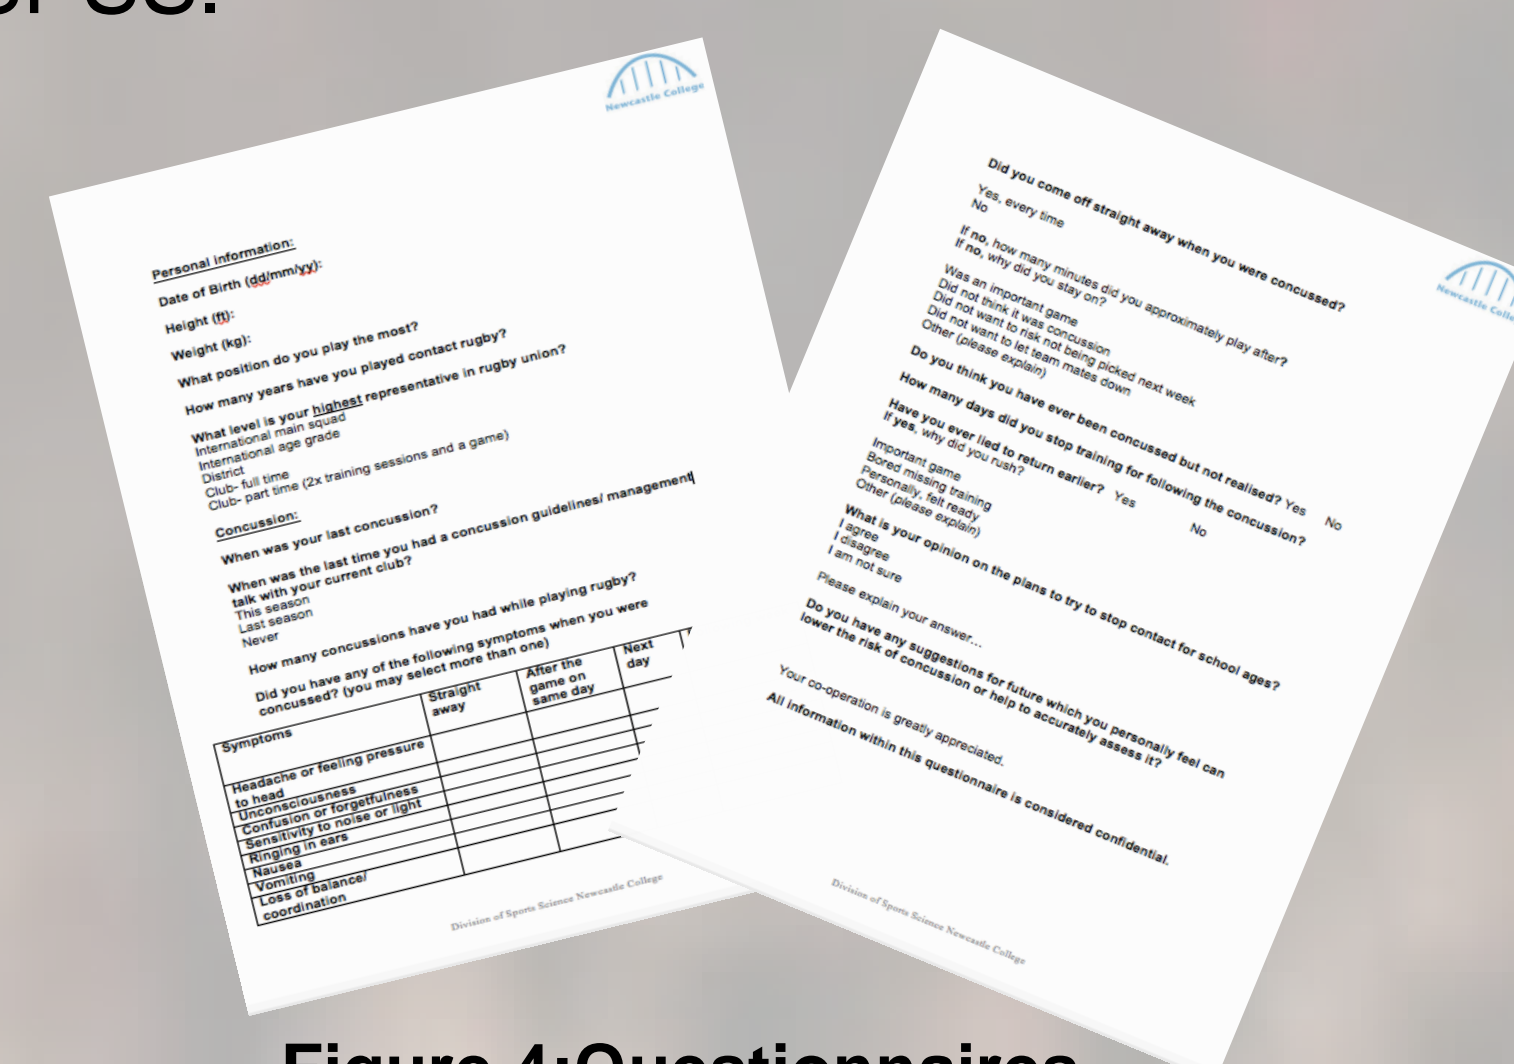 Newcastle College
Personal information:
Date of Birth (dd/mm/yy):
Height (ft):
Weight (kg):
What position do you play the most?
How many years have you played contact rugby?
What level is your highest representative in rugby union?
International main squad
International age grade
District
Club- full time
Club- part time (2x training sessions and a game)
Concussion:
When was your last concussion?
When was the last time you had a concussion guidelines/ management
talk with your current club?
This season
Last season
Never
How many concussions have you had while playing rugby?
Did you have any of the following symptoms when you were
concussed? (you may select more than one)
Symptoms
Straight
away
After the
game on
same day
Next
day
Headache or feeling pressure
to head
Unconsciousness
Confusion or forgetfulness
Sensitivity to noise or light
Ringing in ears
Nausea
Vomiting
Loss of balance/
coordination
Division of Sports Science Newcastle College
Newcastle Colle
Did you come off straight away when you were concussed?
Yes, every time
No
If no, how many minutes did you approximately play after?
If no, why did you stay on?
Was an important game
Did not think it was concussion
Did not want to risk not being picked next week
Did not want to let team mates down
Other (please explain)
Do you think you have ever been concussed but not realised? Yes No
How many days did you stop training for following the concussion?
Have you ever lied to return earlier? Yes No
If yes, why did you rush?
Important game
Bored missing training
Personally, felt ready
Other (please explain)
What is your opinion on the plans to try to stop contact for school ages?
I agree
I disagree
I am not sure
Please explain your answer…
Do you have any suggestions for future which you personally feel can
lower the risk of concussion or help to accurately assess it?
Your co-operation is greatly appreciated.
All information within this questionnaire is considered confidential.
Division of Sports Science Newcastle College
Figure 4:Questionnaires